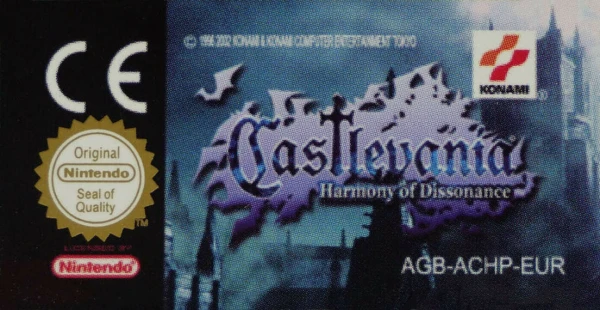 CE
© 1986 2002 KONAMI & KONAMI COMPUTER ENTERTAINMENT TOKYO
KONAMI
®
Original
Nintendo
Seal of
Quality
TM
LICENSED BY
Nintendo
Castlevania
Harmony of Dissonance
AGB-ACHP-EUR